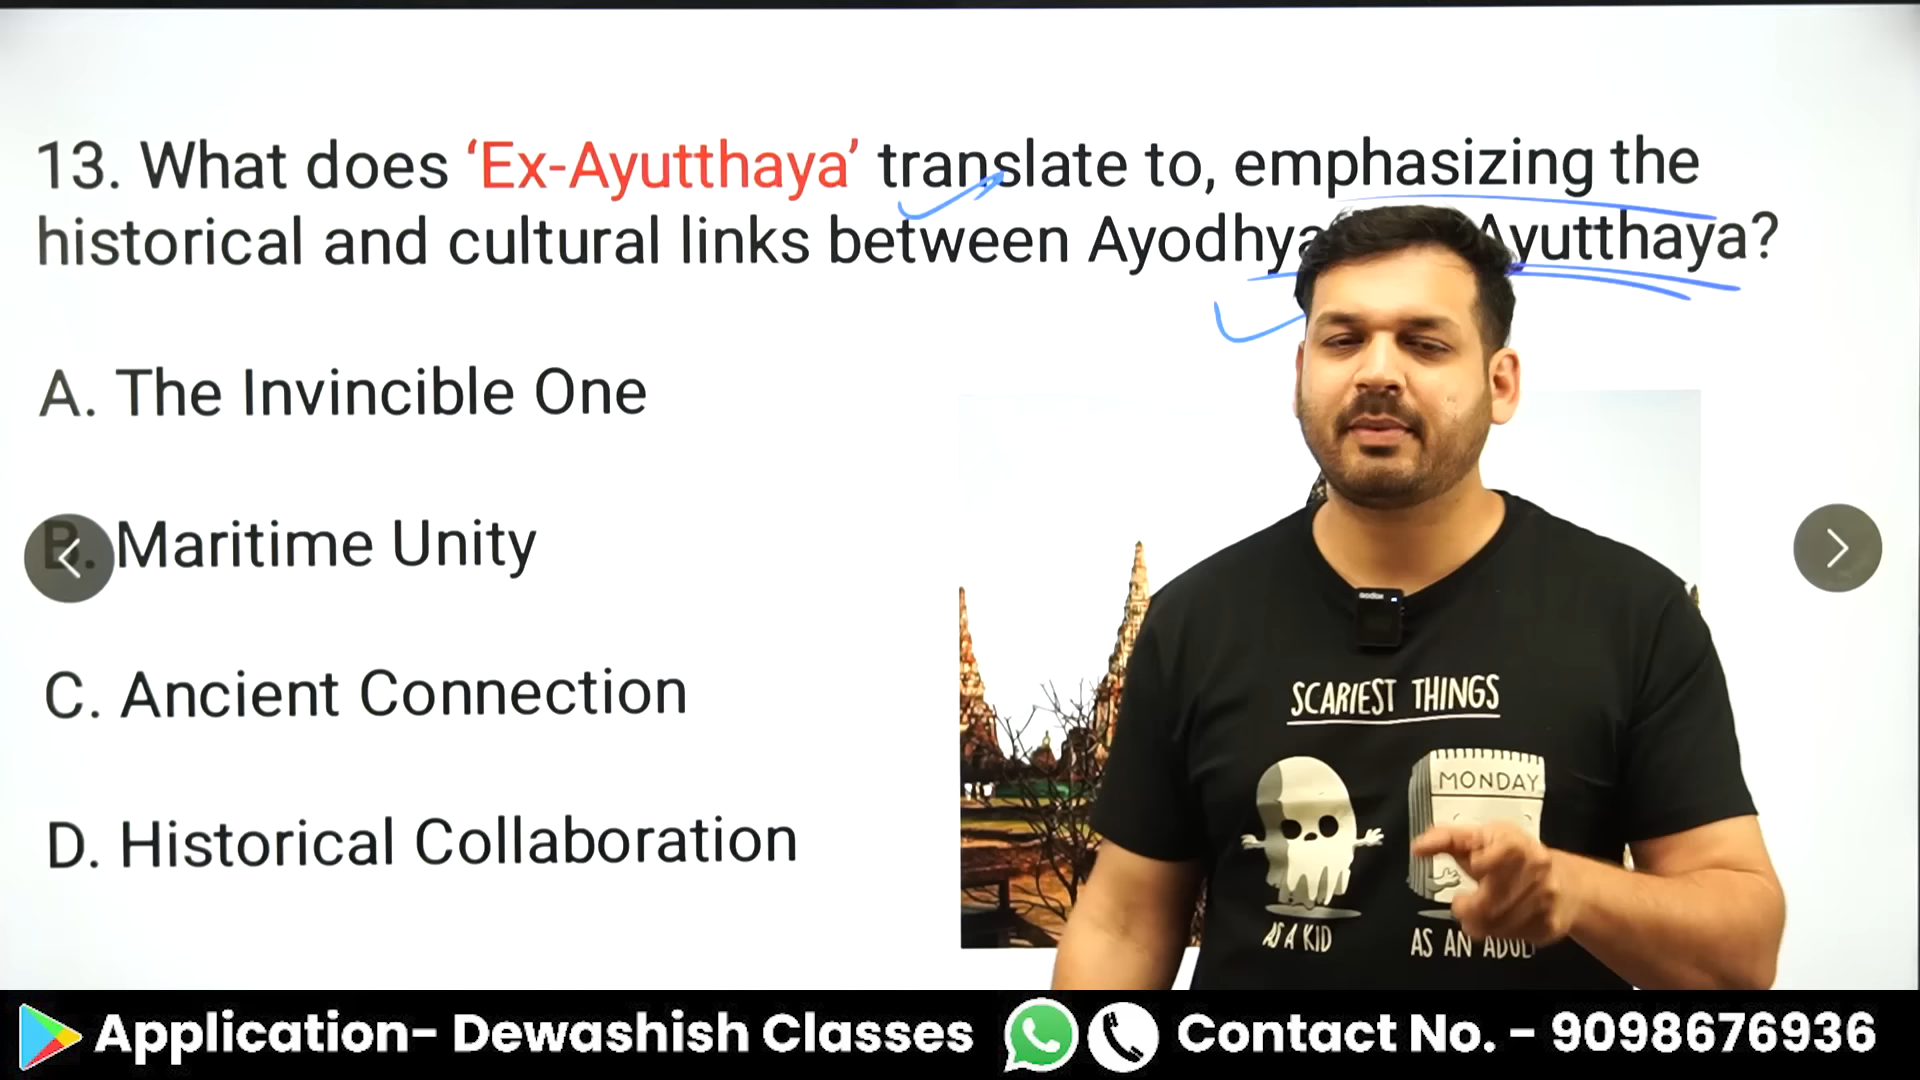 13. What does ‘Ex-Ayutthaya’ translate to, emphasizing the
historical and cultural links between Ayodhya Ayutthaya?
A. The Invincible One
B. Maritime Unity
C. Ancient Connection
D. Historical Collaboration
SCARIEST THINGS
MONDAY
AS A KID
AS AN ADUL
Application- Dewashish Classes
Contact No. - 9098676936